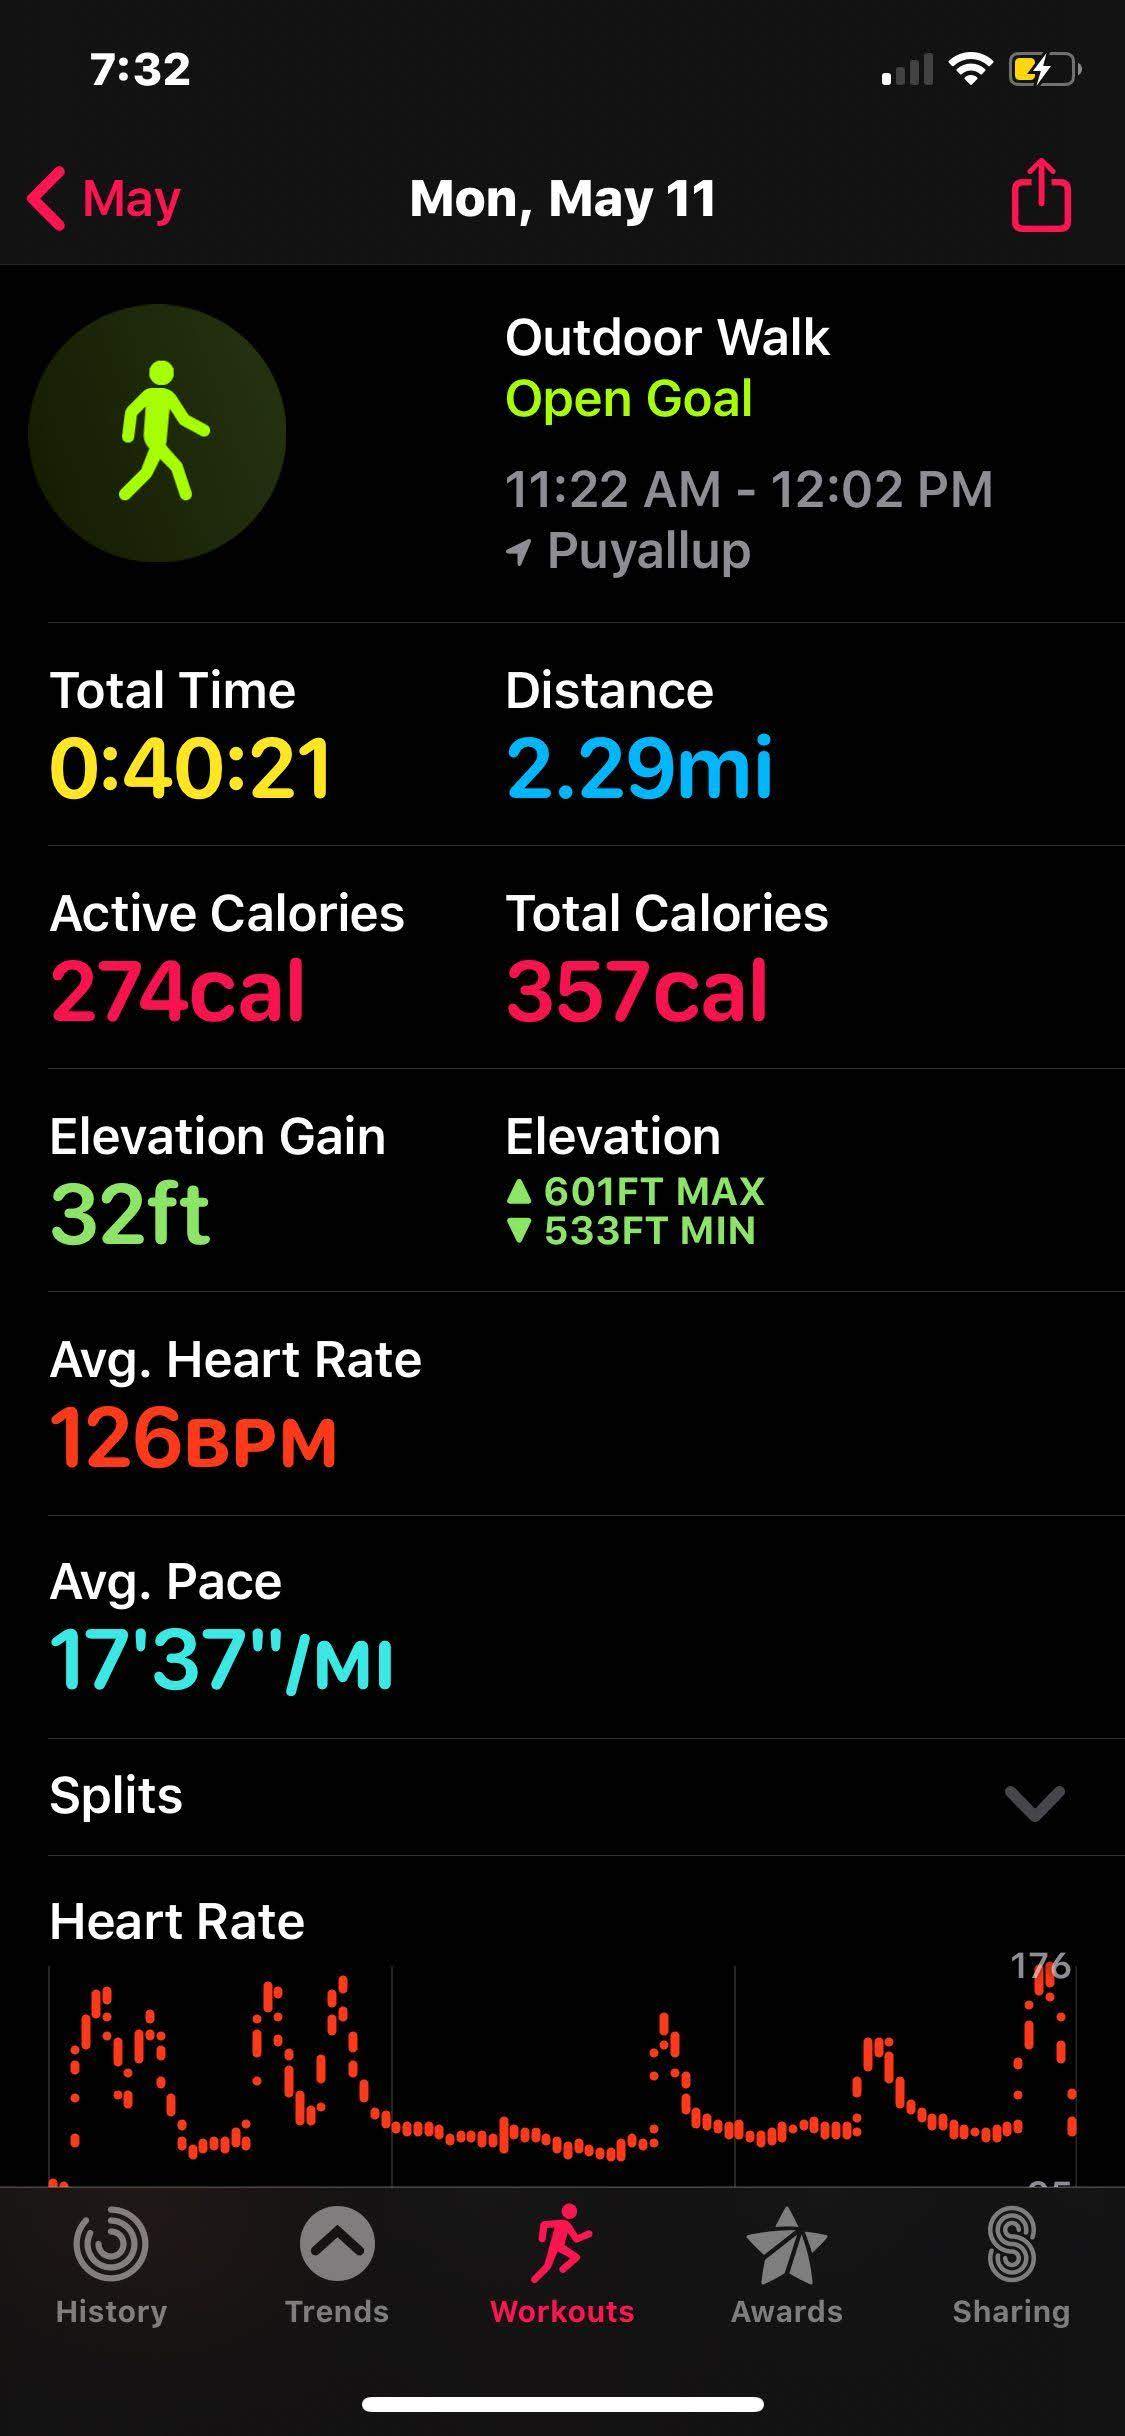 7:32
May
Mon, May 11
Outdoor Walk
Open Goal
11:22 AM - 12:02 PM
Puyallup
Total Time
Distance
0:40:21
2.29mi
Active Calories
Total Calories
274cal
357cal
Elevation Gain
Elevation
32ft
▲ 601FT MAX
▼ 533FT MIN
Avg. Heart Rate
126BPM
Avg. Pace
17'37"/MI
Splits
Heart Rate
176
History
Trends
Workouts
Awards
Sharing